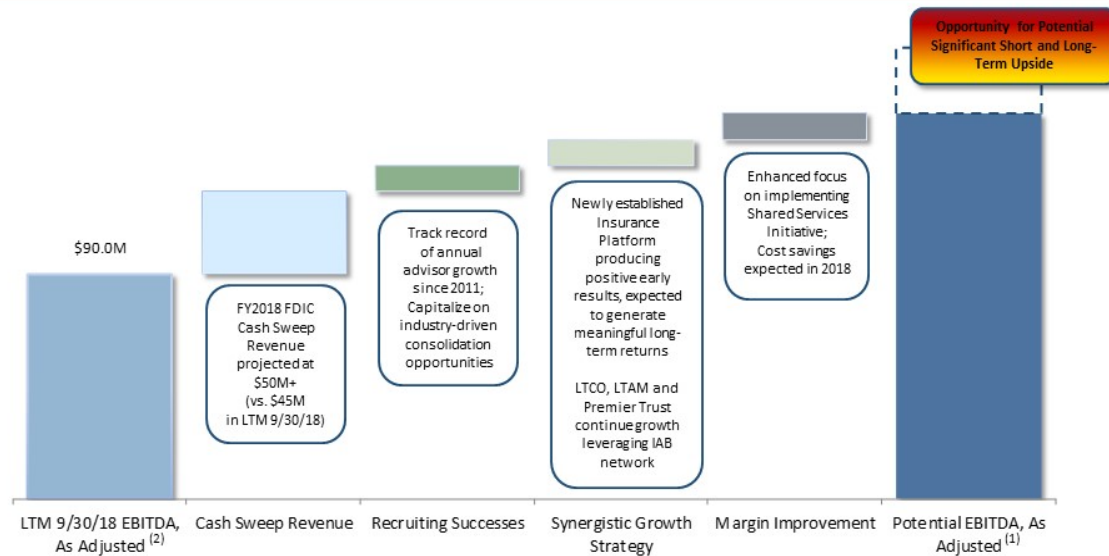 Opportunity for Potential
Significant Short and Long-
Term Upside
$90.0M
FY2018 FDIC
Cash Sweep
Revenue
projected at
$50M+
(vs. $45M
in LTM 9/30/18)
Track record
of annual
advisor growth
since 2011;
Capitalize on
industry-driven
consolidation
opportunities
Newly established
Insurance
Platform
producing
positive early
results, expected
to generate
meaningful long-
term returns
LTCO, LTAM and
Premier Trust
continue growth
leveraging IAB
network
Enhanced focus
on implementing
Shared Services
Initiative;
Cost savings
expected in 2018
LTM 9/30/18 EBITDA,
As Adjusted (2)
Cash Sweep Revenue
Recruiting Successes
Synergistic Growth
Strategy
Margin Improvement
Potential EBITDA, As
Adjusted (1)